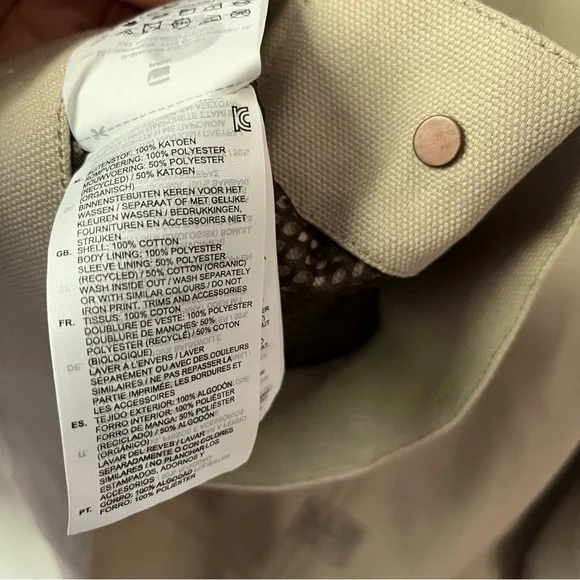 NL. BUITENSTOF: 100% KATOEN
ROMPVOERING: 100% POLYESTER
MOUWVOERING: 50% POLYESTER
(RECYCLED) / 50% KATOEN
(ORGANISCH)
BINNENSTEBUITEN KEREN VOOR HET
WASSEN / SEPARAAT OF MET GELIJKE
KLEUREN WASSEN / BEDRUKKINGEN,
FOURNITUREN EN ACCESSOIRES NIET
STRIJKEN
GB. SHELL: 100% COTTON
BODY LINING: 100% POLYESTER
SLEEVE LINING: 50% POLYESTER
(RECYCLED) / 50% COTTON (ORGANIC)
WASH INSIDE OUT / WASH SEPARATELY
OR WITH SIMILAR COLOURS / DO NOT
IRON PRINT, TRIMS AND ACCESSORIES
FR. TISSUS: 100% COTON
DOUBLURE DE VESTE: 100% POLYESTER
DOUBLURE DE MANCHES: 50%
POLYESTER (RECYCLÉ) / 50% COTON
(BIOLOGIQUE)
LAVER À L'ENVERS / LAVER
SÉPARÉMENT OU AVEC DES COULEURS
SIMILAIRES / NE PAS REPASSER LA
PARTIE IMPRIMÉE, LES BORDURES ET
LES ACCESSOIRES
ES. TEJIDO EXTERIOR: 100% ALGODÓN
FORRO INTERIOR: 100% POLIÉSTER
FORRO DE MANGA: 50% POLIÉSTER
(RECICLADO) / 50% ALGODÓN
(ORGÁNICO)
LAVAR DEL REVÉS / LAVAR
SEPARADAMENTE O CON COLORES
SIMILARES / NO PLANCHAR LOS
ESTAMPADOS, ADORNOS Y
ACCESORIOS
PT. CORPO: 100% ALGODÃO
FORRO: 100% POLIÉSTER